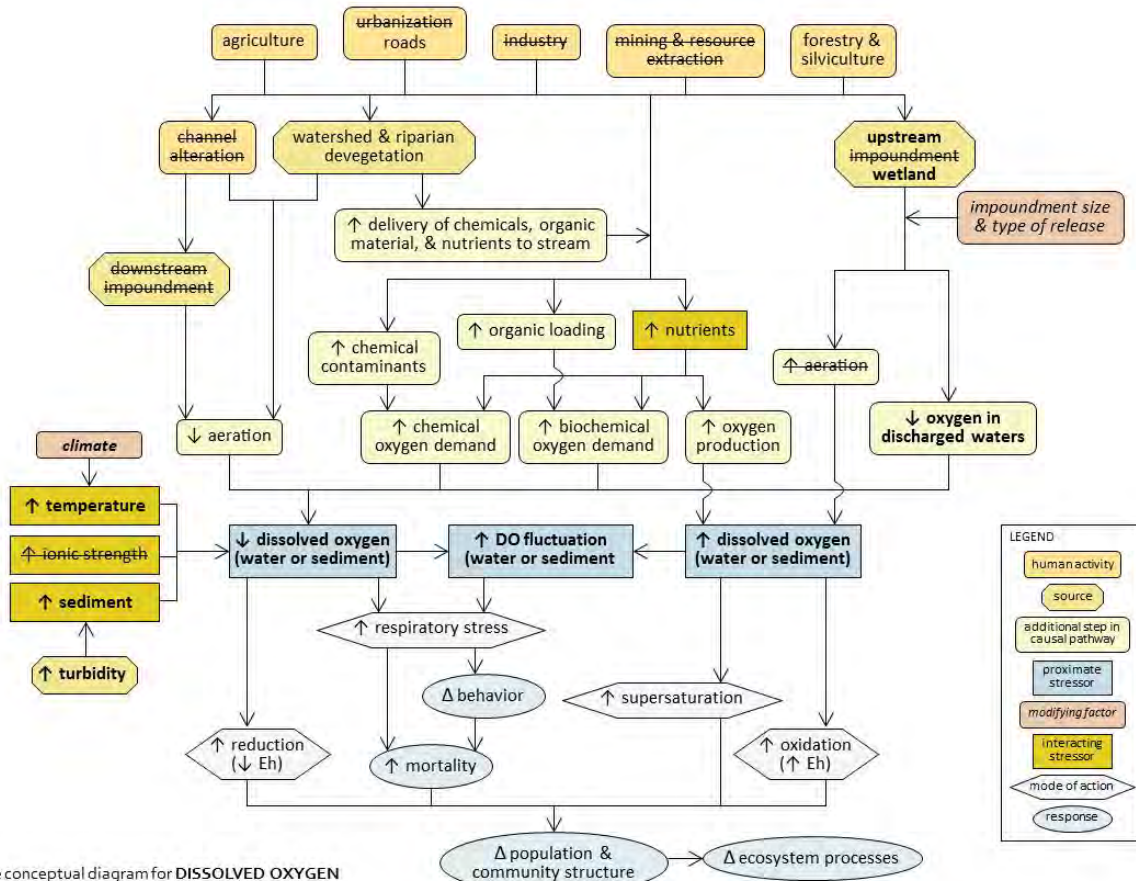 agriculture
urbanization
roads
industry
mining & resource
extraction
forestry &
silviculture
channel
alteration
watershed & riparian
devegetation
upstream
impoundment
wetland
↑ delivery of chemicals, organic
material, & nutrients to stream
impoundment size
& type of release
downstream
impoundment
↑ chemical
contaminants
↑ organic loading
↑ nutrients
↑ aeration
↓ aeration
↑ chemical
oxygen demand
↑ biochemical
oxygen demand
↑ oxygen
production
↓ oxygen in
discharged waters
climate
↑ temperature
↑ ionic strength
↑ sediment
↑ turbidity
↓ dissolved oxygen
(water or sediment)
↑ DO fluctuation
(water or sediment
↑ dissolved oxygen
(water or sediment)
↑ respiratory stress
Δ behavior
↑ supersaturation
↑ reduction
(↓ Eh)
↑ mortality
↑ oxidation
(↑ Eh)
Δ population &
community structure
Δ ecosystem processes
LEGEND
human activity
source
additional step in
causal pathway
proximate
stressor
modifying factor
interacting
stressor
mode of action
response
conceptual diagram for DISSOLVED OXYGEN